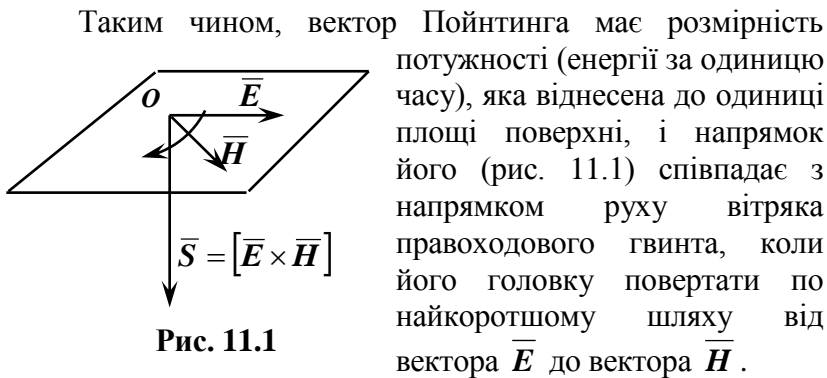 Таким чином, вектор Пойнтинга має розмірність
потужності (енергії за одиницю
часу), яка віднесена до одиниці
площі поверхні, і напрямок
його (рис. 11.1) співпадає з
напрямком руху вітряка
правоходового гвинта, коли
його головку повертати по
найкоротшому шляху від
вектора E̅ до вектора H̅ .
O
E̅
H̅
S̅ = [E̅ × H̅]
Рис. 11.1